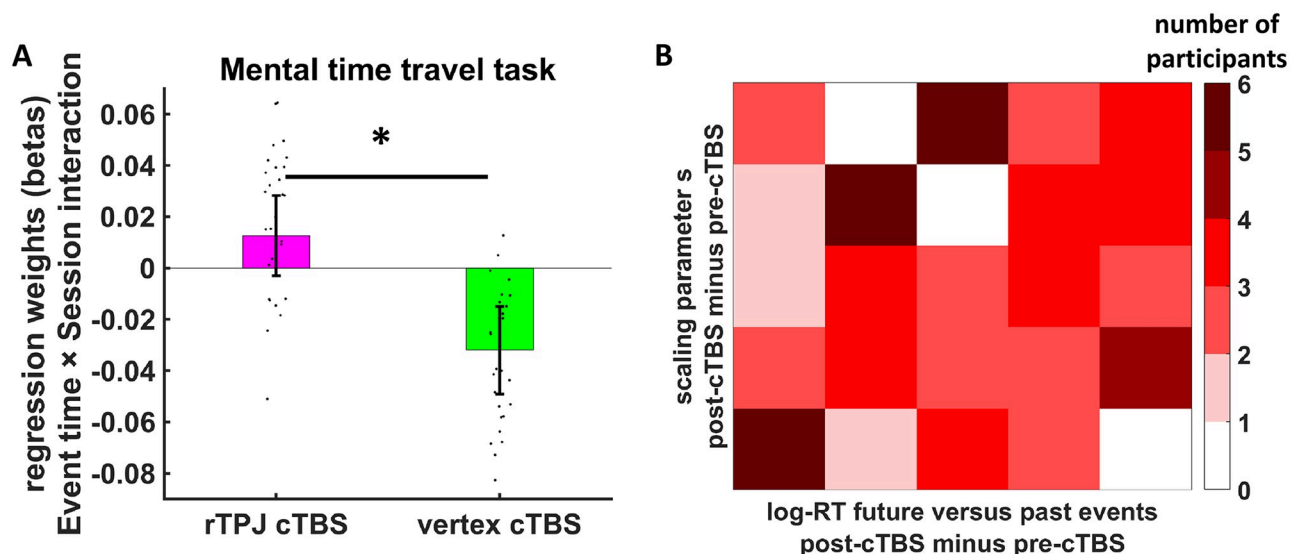 A
Mental time travel task
regression weights (betas)
Event time × Session interaction
0.06
0.04
0.02
0
-0.02
-0.04
-0.06
-0.08
*
rTPJ cTBS
vertex cTBS
B
number of
participants
scaling parameter s
post-cTBS minus pre-cTBS
6
5
4
3
2
1
0
log-RT future versus past events
post-cTBS minus pre-cTBS